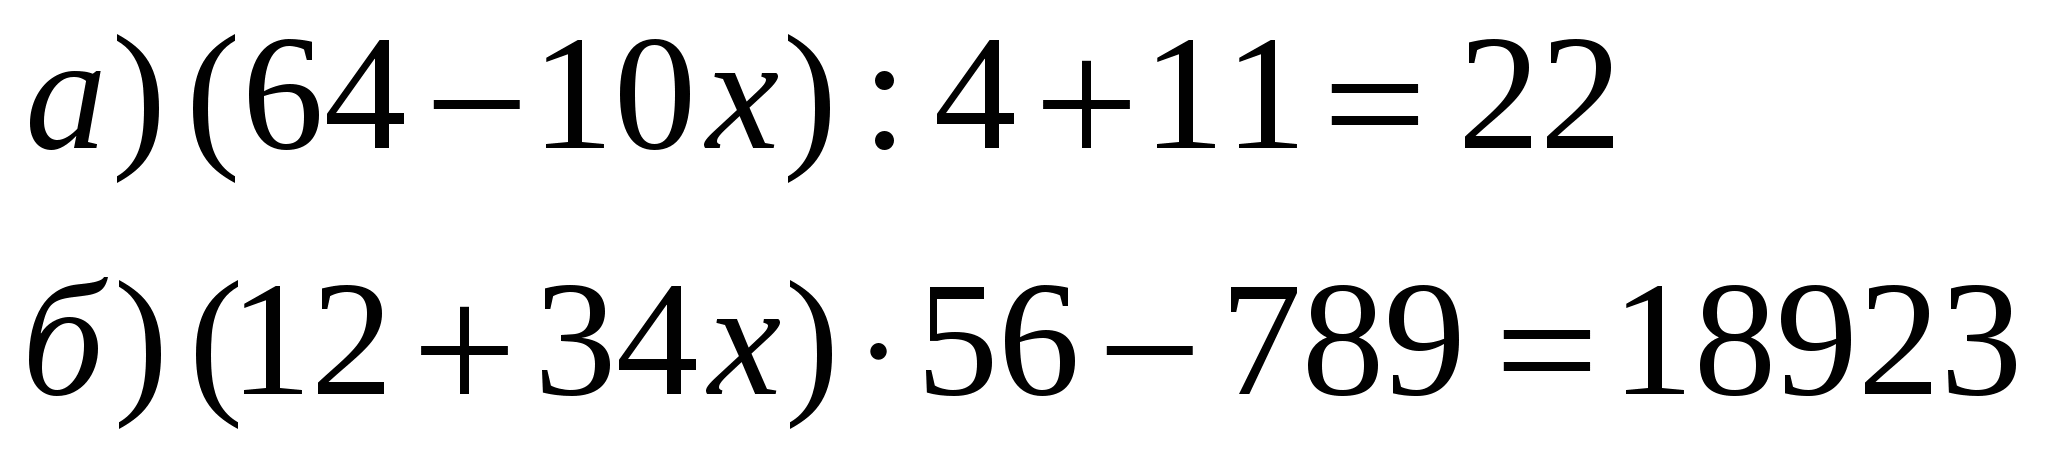 а) (64−10x) : 4+11=22
б) (12+34x)·56−789=18923